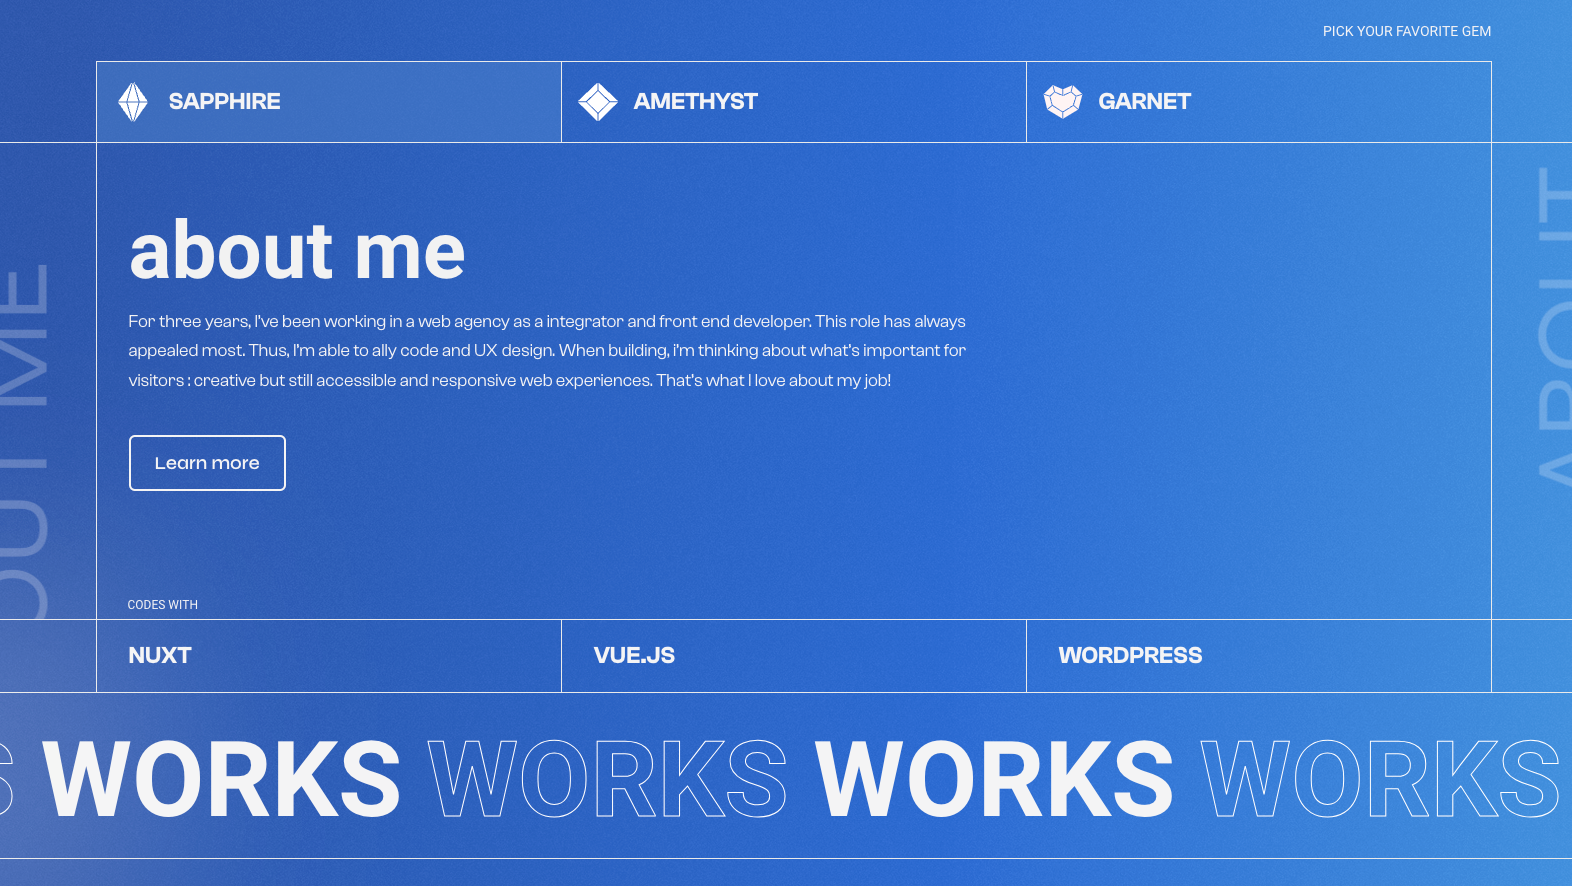 PICK YOUR FAVORITE GEM
SAPPHIRE
AMETHYST
GARNET
about me
For three years, I've been working in a web agency as a integrator and front end developer. This role has always
appealed most. Thus, I'm able to ally code and UX design. When building, i'm thinking about what's important for
visitors : creative but still accessible and responsive web experiences. That's what I love about my job!
Learn more
CODES WITH
NUXT
VUE.JS
WORDPRESS
WORKS WORKS WORKS WORKS
ME
ABOUT